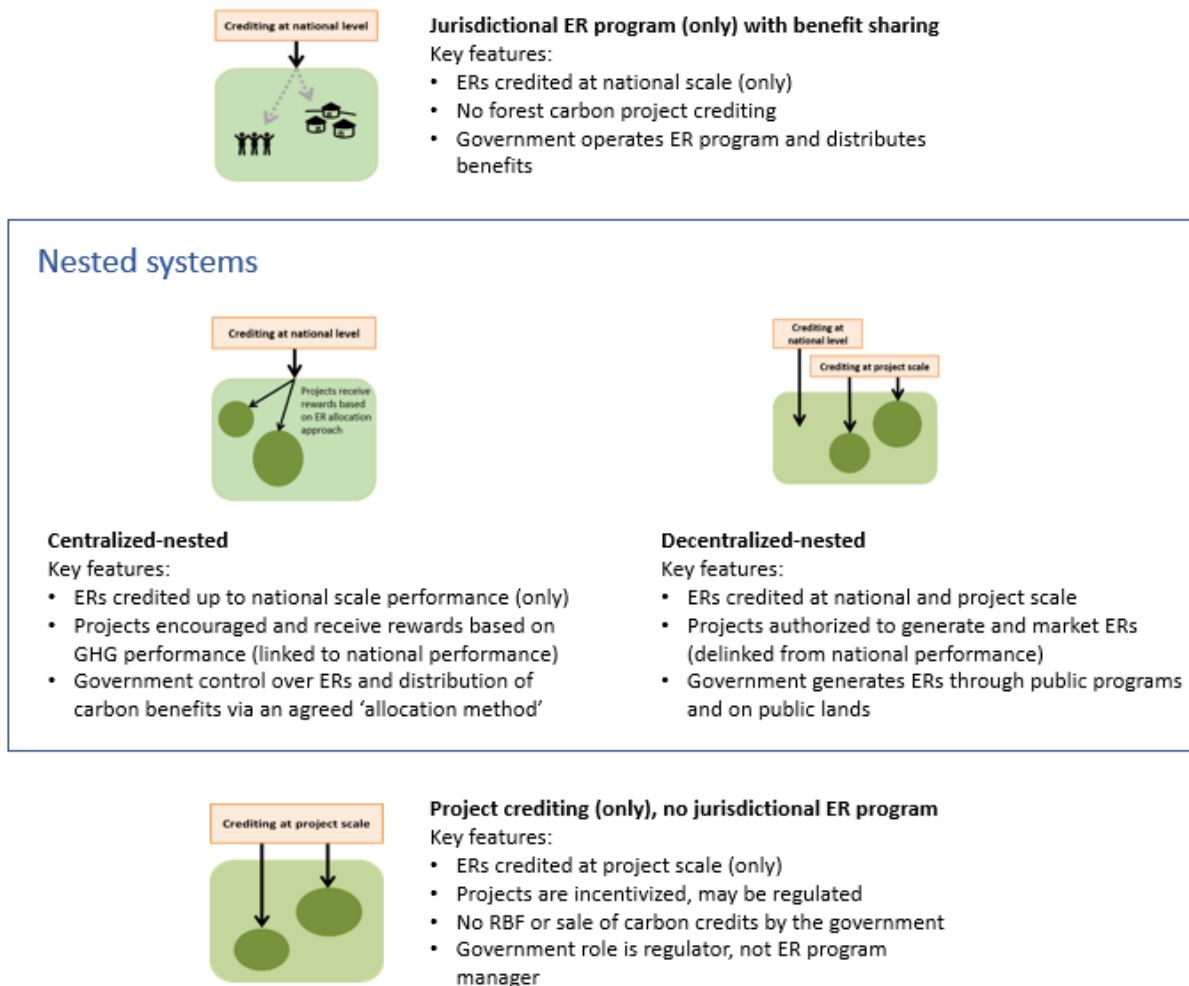 Crediting at national level
Jurisdictional ER program (only) with benefit sharing
Key features:
• ERs credited at national scale (only)
• No forest carbon project crediting
• Government operates ER program and distributes
benefits
Nested systems
Crediting at national level
Projects receive
rewards based
on ER allocation
approach
Centralized-nested
Key features:
• ERs credited up to national scale performance (only)
• Projects encouraged and receive rewards based on
GHG performance (linked to national performance)
• Government control over ERs and distribution of
carbon benefits via an agreed ‘allocation method’
Crediting at
national level
Crediting at project scale
Decentralized-nested
Key features:
• ERs credited at national and project scale
• Projects authorized to generate and market ERs
(delinked from national performance)
• Government generates ERs through public programs
and on public lands
Crediting at project scale
Project crediting (only), no jurisdictional ER program
Key features:
• ERs credited at project scale (only)
• Projects are incentivized, may be regulated
• No RBF or sale of carbon credits by the government
• Government role is regulator, not ER program
manager